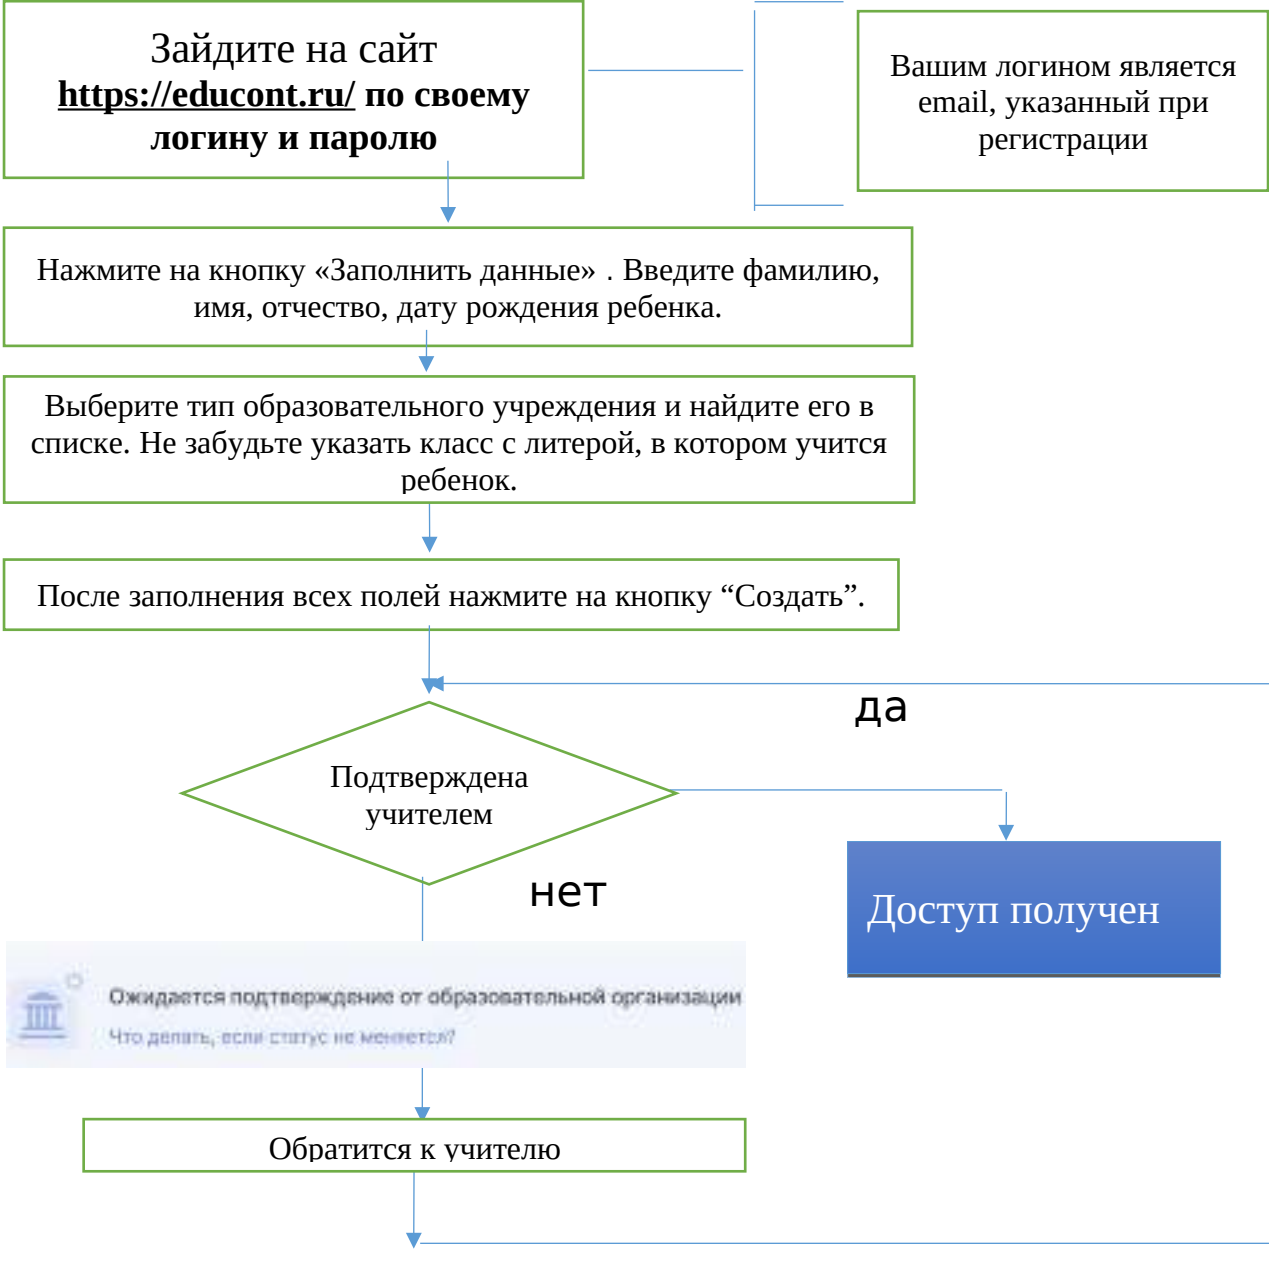 Зайдите на сайт
https://educont.ru/ по своему
логину и паролю
Вашим логином является
email, указанный при
регистрации
Нажмите на кнопку «Заполнить данные» . Введите фамилию,
имя, отчество, дату рождения ребенка.
Выберите тип образовательного учреждения и найдите его в
списке. Не забудьте указать класс с литерой, в котором учится
ребенок.
После заполнения всех полей нажмите на кнопку “Создать”.
да
Подтверждена
учителем
нет
Доступ получен
Ожидается подтверждение от образовательной организации
Что делать, если статус не меняется?
Обратится к учителю